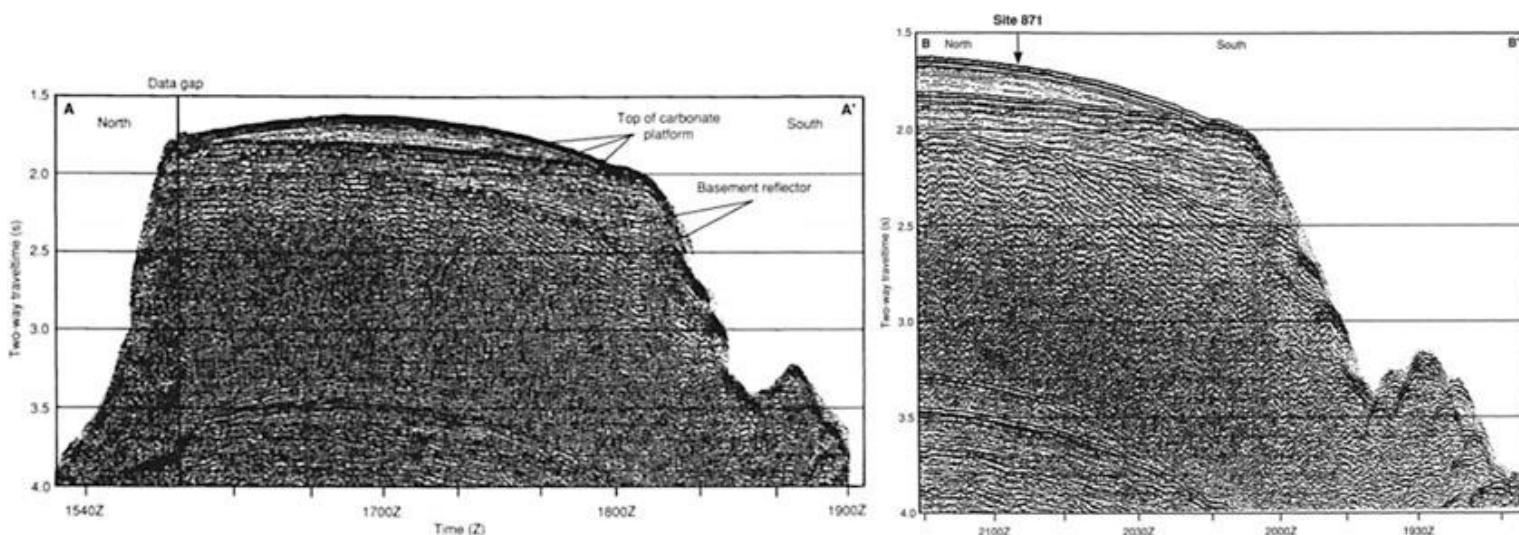 Data gap
1.5
A
A'
North
Top of carbonate
platform
South
2.0
Basement reflector
2.5
Two-way traveltime (s)
3.0
3.5
4.0
1540Z
1700Z
1800Z
1900Z
Time (Z)
Site 871
1.5
B
North
South
B'
2.0
2.5
Two-way traveltime (s)
3.0
3.5
4.0
2100Z
2030Z
2000Z
1930Z